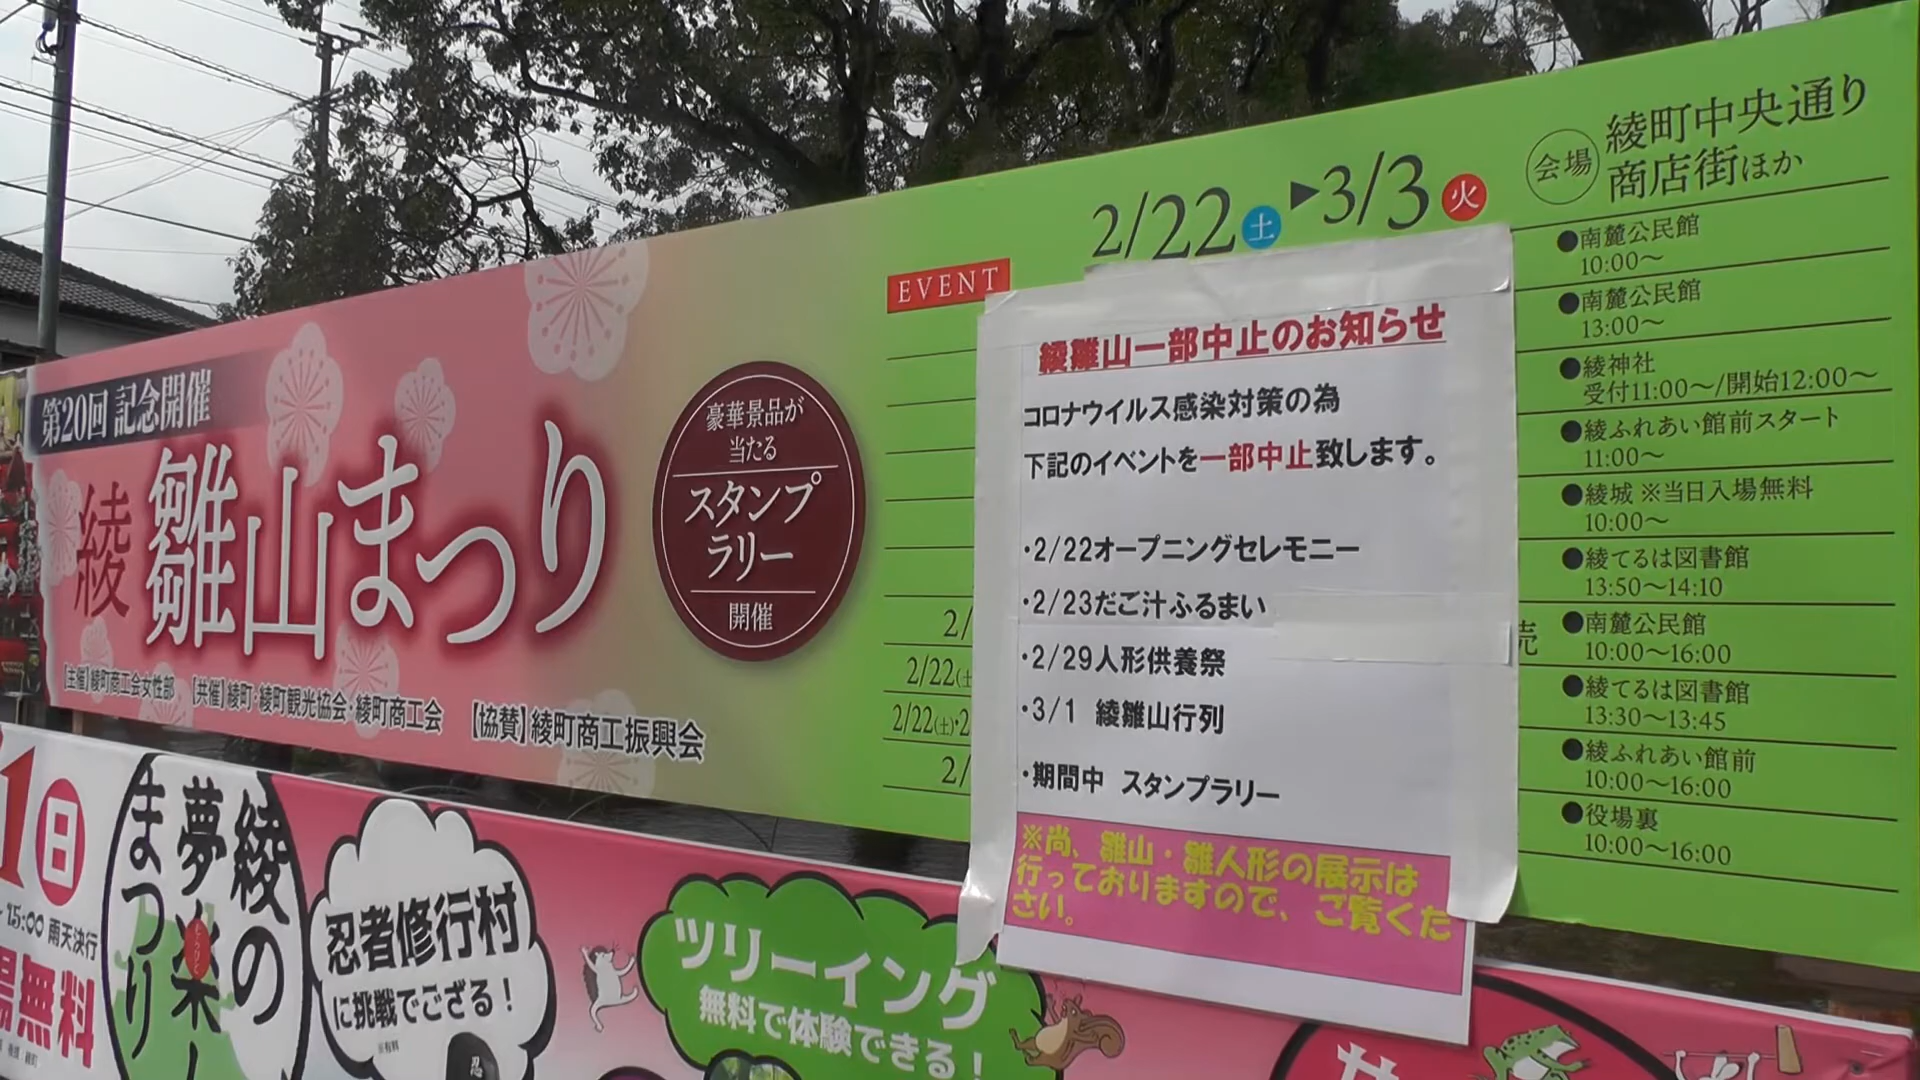 第20回 記念開催
綾 雛山まつり
【主催】綾町商工会女性部 【共催】綾町・綾町観光協会・綾町商工会 【協賛】綾町商工振興会
豪華景品が
当たる
スタンプ
ラリー
開催
EVENT
2/22土▶3/3火
2/
2/22(土
2/22(土)・2
2/
綾雛山一部中止のお知らせ
コロナウイルス感染対策の為
下記のイベントを一部中止致します。
・2/22オープニングセレモニー
・2/23だご汁ふるまい
・2/29人形供養祭
・3/1 綾雛山行列
・期間中 スタンプラリー
※尚、雛山・雛人形の展示は
行っておりますので、ご覧くだ
さい。
会場
綾町中央通り
商店街ほか
●南麓公民館
10:00～
●南麓公民館
13:00～
●綾神社
受付11:00～/開始12:00～
●綾ふれあい館前スタート
11:00～
●綾城 ※当日入場無料
10:00～
●綾てるは図書館
13:50～14:10
●南麓公民館
10:00～16:00
●綾てるは図書館
13:30～13:45
●綾ふれあい館前
10:00～16:00
●役場裏
10:00～16:00
1日
15:00 雨天決行
場無料
綾の
夢楽
まつり
忍者修行村
に挑戦でござる！
※有料
忍
ツリーイング
無料で体験できる！